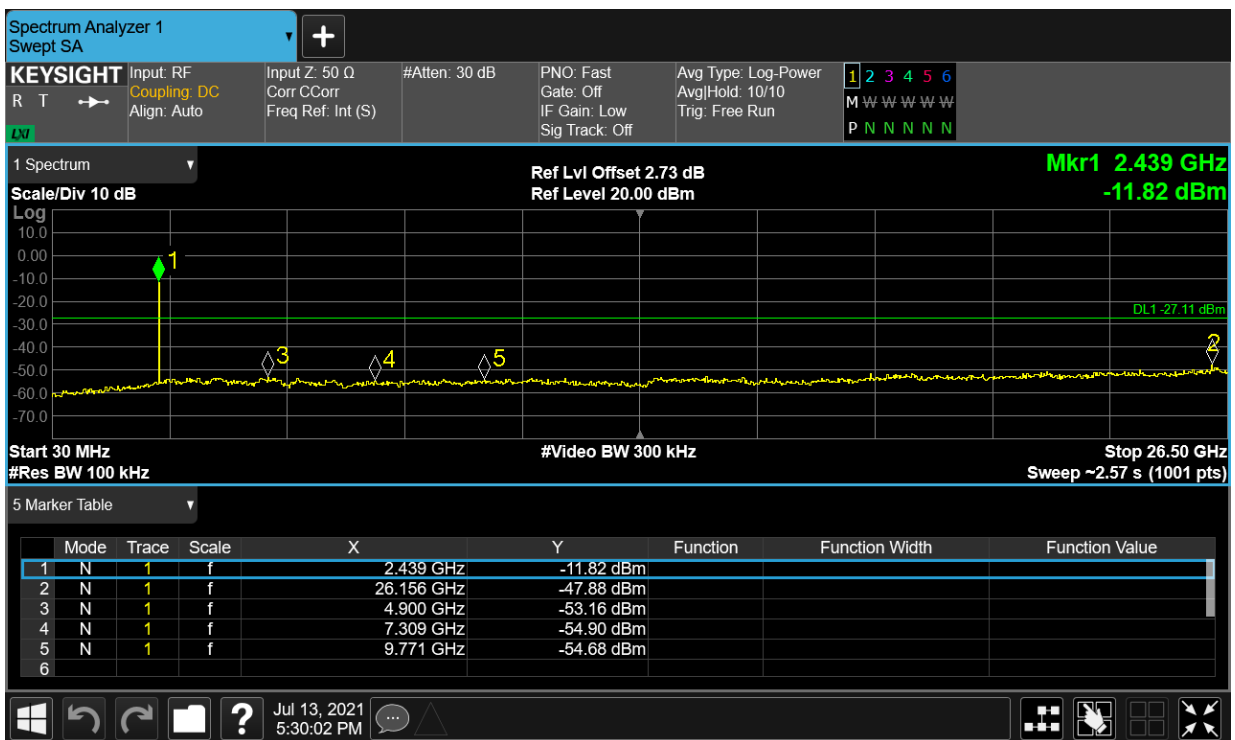 Spectrum Analyzer 1
Swept SA
KEYSIGHT
R T
LXI
Input: RF
Coupling: DC
Align: Auto
Input Z: 50 Ω
Corr CCorr
Freq Ref: Int (S)
#Atten: 30 dB
PNO: Fast
Gate: Off
IF Gain: Low
Sig Track: Off
Avg Type: Log-Power
Avg|Hold: 10/10
Trig: Free Run
1 2 3 4 5 6
M W W W W W
P N N N N N
1 Spectrum
Scale/Div 10 dB
Ref Lvl Offset 2.73 dB
Ref Level 20.00 dBm
Mkr1 2.439 GHz
-11.82 dBm
Log
10.0
0.00
-10.0
-20.0
-30.0
-40.0
-50.0
-60.0
-70.0
1
DL1 -27.11 dBm
3
4
5
2
Start 30 MHz
#Res BW 100 kHz
#Video BW 300 kHz
Stop 26.50 GHz
Sweep ~2.57 s (1001 pts)
5 Marker Table
Mode Trace Scale X Y Function Function Width Function Value
1 N 1 f 2.439 GHz -11.82 dBm
2 N 1 f 26.156 GHz -47.88 dBm
3 N 1 f 4.900 GHz -53.16 dBm
4 N 1 f 7.309 GHz -54.90 dBm
5 N 1 f 9.771 GHz -54.68 dBm
6
?
Jul 13, 2021
5:30:02 PM